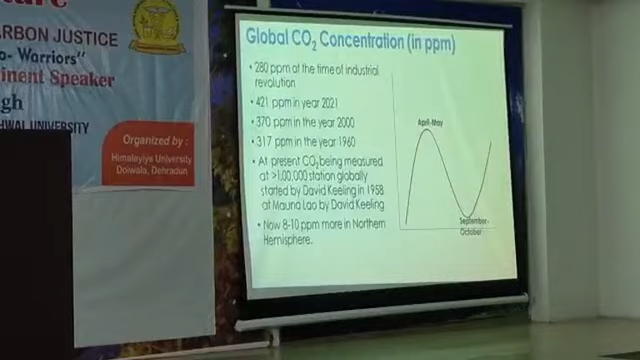 ARBON JUSTICE
o-Warriors"
inent Speaker
gh
HWAL UNIVERSITY
Organized by :
Himalayiya University
Doiwala, Dehradun
Global CO₂ Concentration (in ppm)
• 280 ppm at the time of industrial
revolution
• 421 ppm in year 2021
• 370 ppm in the year 2000
• 317 ppm in the year 1960
• At present CO₂ being measured
at >1,00,000 station globally
started by David Keeling in 1958
at Mauna Lao by David Keeling
• Now 8-10 ppm more in Northern
Hemisphere.
April-May
September-
October